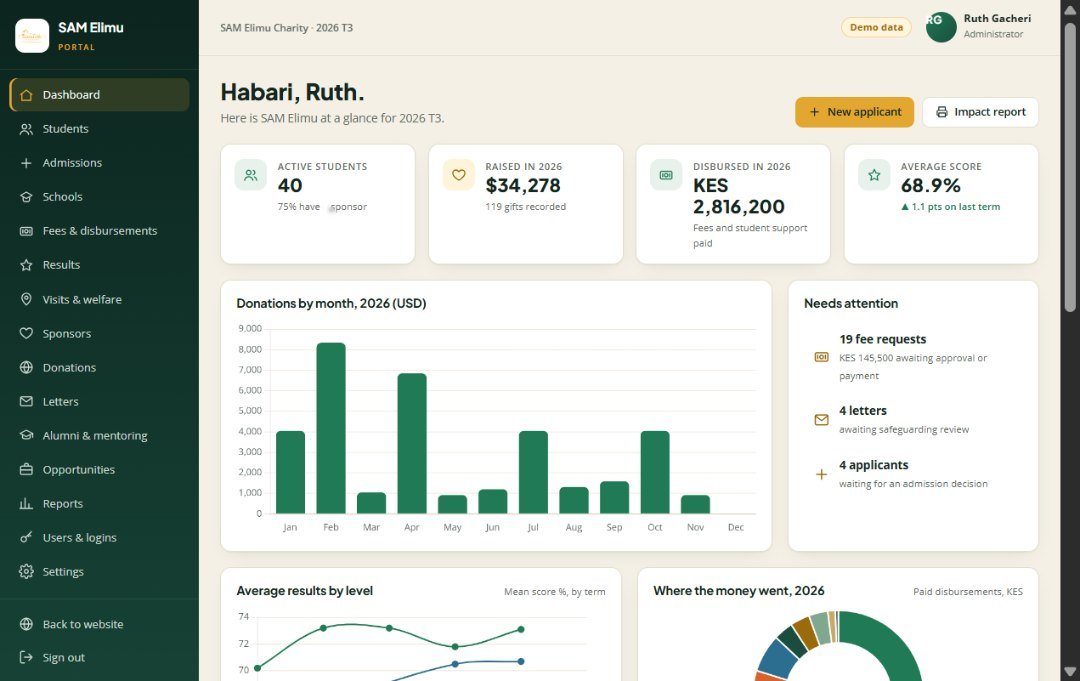 SAM Elimu
PORTAL
Dashboard
Students
Admissions
Schools
Fees & disbursements
Results
Visits & welfare
Sponsors
Donations
Letters
Alumni & mentoring
Opportunities
Reports
Users & logins
Settings
Back to website
Sign out
SAM Elimu Charity · 2026 T3
Demo data
RG
Ruth Gacheri
Administrator
Habari, Ruth.
Here is SAM Elimu at a glance for 2026 T3.
+ New applicant
Impact report
ACTIVE STUDENTS
40
75% have sponsor
RAISED IN 2026
$34,278
119 gifts recorded
DISBURSED IN 2026
KES
2,816,200
Fees and student support
paid
AVERAGE SCORE
68.9%
▲ 1.1 pts on last term
Donations by month, 2026 (USD)
9,000
8,000
7,000
6,000
5,000
4,000
3,000
2,000
1,000
0
Jan Feb Mar Apr May Jun Jul Aug Sep Oct Nov Dec
Needs attention
19 fee requests
KES 145,500 awaiting approval or
payment
4 letters
awaiting safeguarding review
4 applicants
waiting for an admission decision
Average results by level
Mean score %, by term
74
72
70
Where the money went, 2026
Paid disbursements, KES